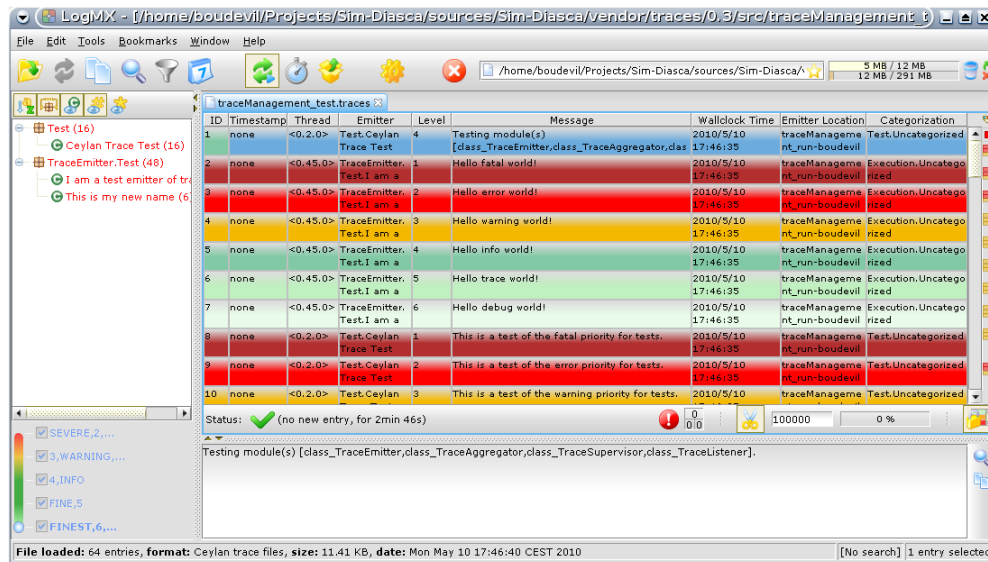 LogMX - [/home/boudevil/Projects/Sim-Diasca/sources/Sim-Diasca/vendor/traces/0.3/src/traceManagement_t
File Edit Tools Bookmarks Window Help
7
/home/boudevil/Projects/Sim-Diasca/sources/Sim-Diasca/
5 MB / 12 MB
12 MB / 291 MB
traceManagement_test.traces
ID Timestamp Thread Emitter Level Message Wallclock Time Emitter Location Categorization
Test (16)
Ceylan Trace Test (16)
TraceEmitter.Test (48)
I am a test emitter of tra
This is my new name (6)
1 none <0.2.0> Test.Ceylan 4 Testing module(s) 2010/5/10 traceManageme Test.Uncategorized
Trace Test [class_TraceEmitter,class_TraceAggregator,clas 17:46:35 nt_run-boudevil
2 none <0.45.0> TraceEmitter. 1 Hello fatal world! 2010/5/10 traceManageme Execution.Uncatego
Test.I am a 17:46:35 nt_run-boudevil rized
3 none <0.45.0> TraceEmitter. 2 Hello error world! 2010/5/10 traceManageme Execution.Uncatego
Test.I am a 17:46:35 nt_run-boudevil rized
4 none <0.45.0> TraceEmitter. 3 Hello warning world! 2010/5/10 traceManageme Execution.Uncatego
Test.I am a 17:46:35 nt_run-boudevil rized
5 none <0.45.0> TraceEmitter. 4 Hello info world! 2010/5/10 traceManageme Execution.Uncatego
Test.I am a 17:46:35 nt_run-boudevil rized
6 none <0.45.0> TraceEmitter. 5 Hello trace world! 2010/5/10 traceManageme Execution.Uncatego
Test.I am a 17:46:35 nt_run-boudevil rized
7 none <0.45.0> TraceEmitter. 6 Hello debug world! 2010/5/10 traceManageme Execution.Uncatego
Test.I am a 17:46:35 nt_run-boudevil rized
8 none <0.2.0> Test.Ceylan 1 This is a test of the fatal priority for tests. 2010/5/10 traceManageme Test.Uncategorized
Trace Test 17:46:35 nt_run-boudevil
9 none <0.2.0> Test.Ceylan 2 This is a test of the error priority for tests. 2010/5/10 traceManageme Test.Uncategorized
Trace Test 17:46:35 nt_run-boudevil
10 none <0.2.0> Test.Ceylan 3 This is a test of the warning priority for tests. 2010/5/10 traceManageme Test.Uncategorized
Status: (no new entry, for 2min 46s)
0
0 0
100000
0 %
SEVERE,2,...
3,WARNING,...
4,INFO
FINE,5
FINEST,6,...
Testing module(s) [class_TraceEmitter,class_TraceAggregator,class_TraceSupervisor,class_TraceListener].
File loaded: 64 entries, format: Ceylan trace files, size: 11.41 KB, date: Mon May 10 17:46:40 CEST 2010
[No search] 1 entry selected